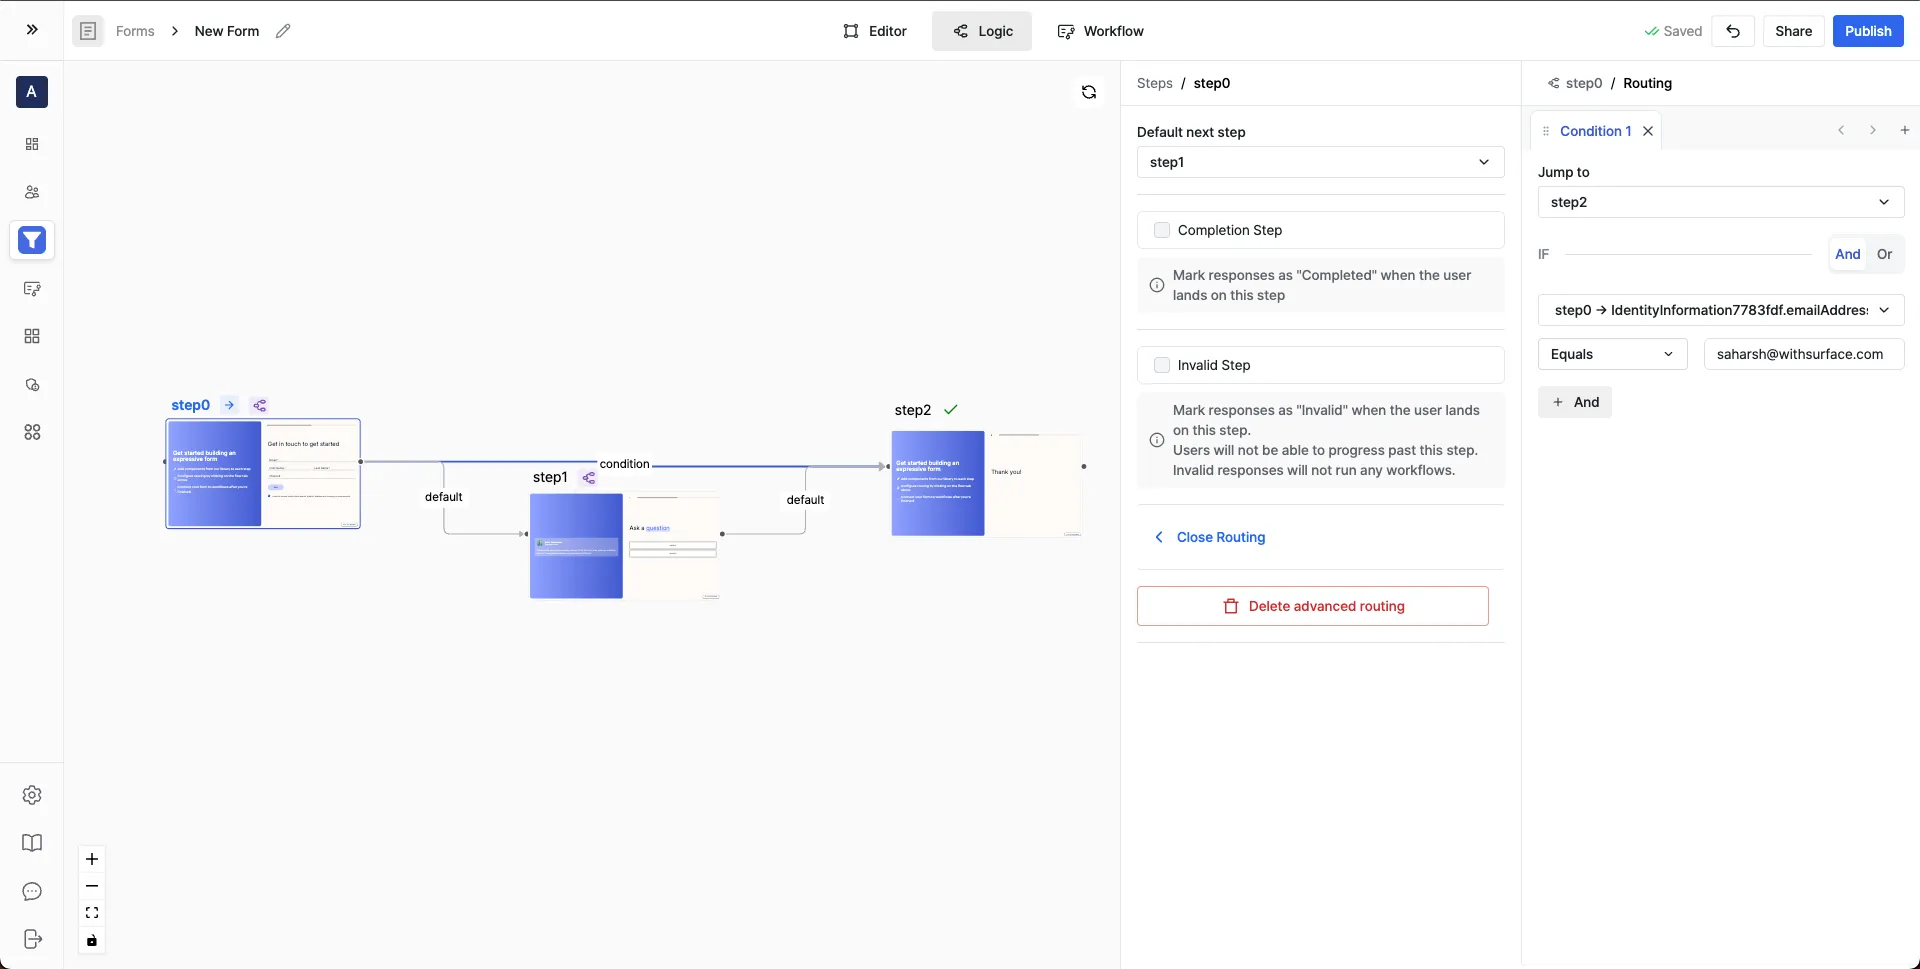 Forms
New Form
Editor
Logic
Workflow
Saved
Share
Publish
A
Steps / step0
Default next step
step1
Completion Step
Mark responses as "Completed" when the user
lands on this step
Invalid Step
Mark responses as "Invalid" when the user lands
on this step.
Users will not be able to progress past this step.
Invalid responses will not run any workflows.
Close Routing
Delete advanced routing
step0 / Routing
Condition 1
Jump to
step2
IF
And
Or
step0 → IdentityInformation7783fdf.emailAddres
Equals
saharsh@withsurface.com
And
step0
Get started building an
expressive form
Get in touch to get started
condition
default
step1
Ask a question
default
step2
Get started building an
expressive form
Thank you!